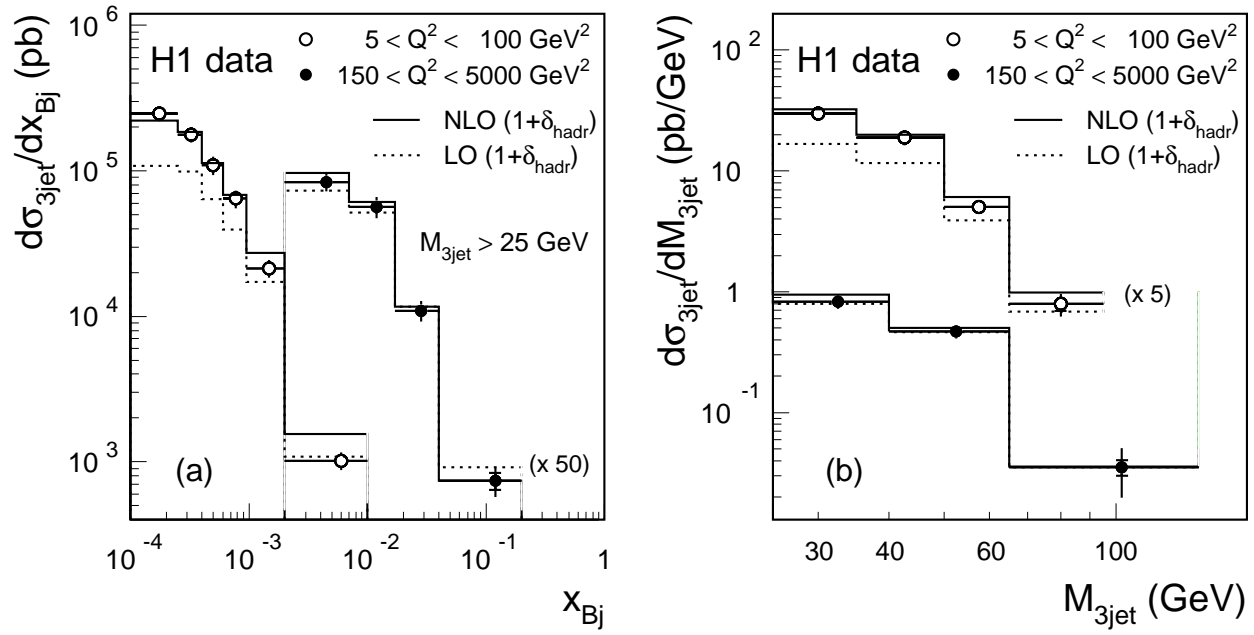 dσ_3jet/dx_Bj (pb)
10^6
10^5
10^4
10^3
H1 data
5 < Q^2 < 100 GeV^2
150 < Q^2 < 5000 GeV^2
NLO (1+δ_hadr)
LO (1+δ_hadr)
M_3jet > 25 GeV
(a)
(x 50)
10^-4
10^-3
10^-2
10^-1
1
x_Bj
dσ_3jet/dM_3jet (pb/GeV)
10^2
10
1
10^-1
H1 data
5 < Q^2 < 100 GeV^2
150 < Q^2 < 5000 GeV^2
NLO (1+δ_hadr)
LO (1+δ_hadr)
(x 5)
(b)
30
40
60
100
M_3jet (GeV)